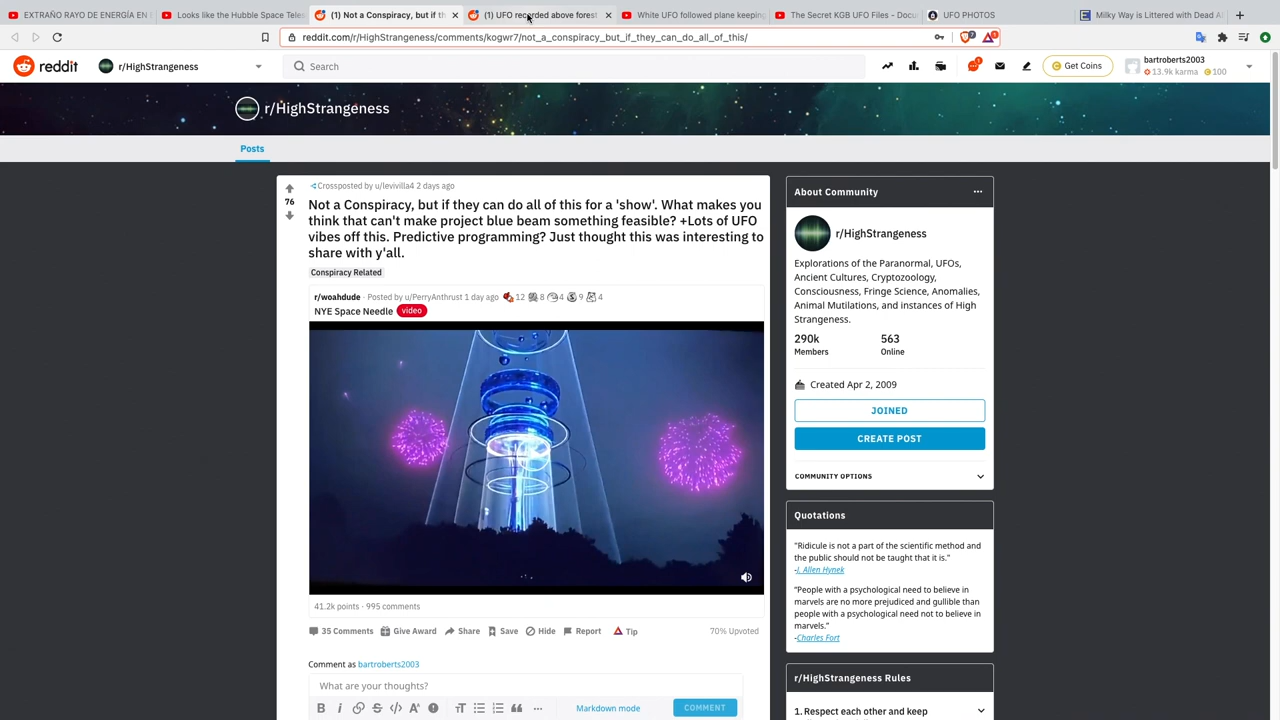 EXTRAÑO RAYO DE ENERGÍA EN
Looks like the Hubble Space Teles
(1) Not a Conspiracy, but if th
(1) UFO recorded above forest
White UFO followed plane keeping
The Secret KGB UFO Files - Docu
UFO PHOTOS
Milky Way is Littered with Dead Al
reddit.com/r/HighStrangeness/comments/kogwr7/not_a_conspiracy_but_if_they_can_do_all_of_this/
reddit
r/HighStrangeness
Search
Get Coins
bartroberts2003
13.9k karma
100
r/HighStrangeness
Posts
Crossposted by u/levivilla4 2 days ago
76
Not a Conspiracy, but if they can do all of this for a 'show'. What makes you
think that can't make project blue beam something feasible? +Lots of UFO
vibes off this. Predictive programming? Just thought this was interesting to
share with y'all.
Conspiracy Related
r/woahdude · Posted by u/PerryAnthrust 1 day ago 12 8 4 9 4
NYE Space Needle video
41.2k points · 995 comments
35 Comments Give Award Share Save Hide Report Tip 70% Upvoted
Comment as bartroberts2003
What are your thoughts?
Markdown mode
COMMENT
About Community
r/HighStrangeness
Explorations of the Paranormal, UFOs,
Ancient Cultures, Cryptozoology,
Consciousness, Fringe Science, Anomalies,
Animal Mutilations, and instances of High
Strangeness.
290k 563
Members Online
Created Apr 2, 2009
JOINED
CREATE POST
COMMUNITY OPTIONS
Quotations
"Ridicule is not a part of the scientific method and
the public should not be taught that it is."
-J. Allen Hynek
"People with a psychological need to believe in
marvels are no more prejudiced and gullible than
people with a psychological need not to believe in
marvels."
-Charles Fort
r/HighStrangeness Rules
1. Respect each other and keep